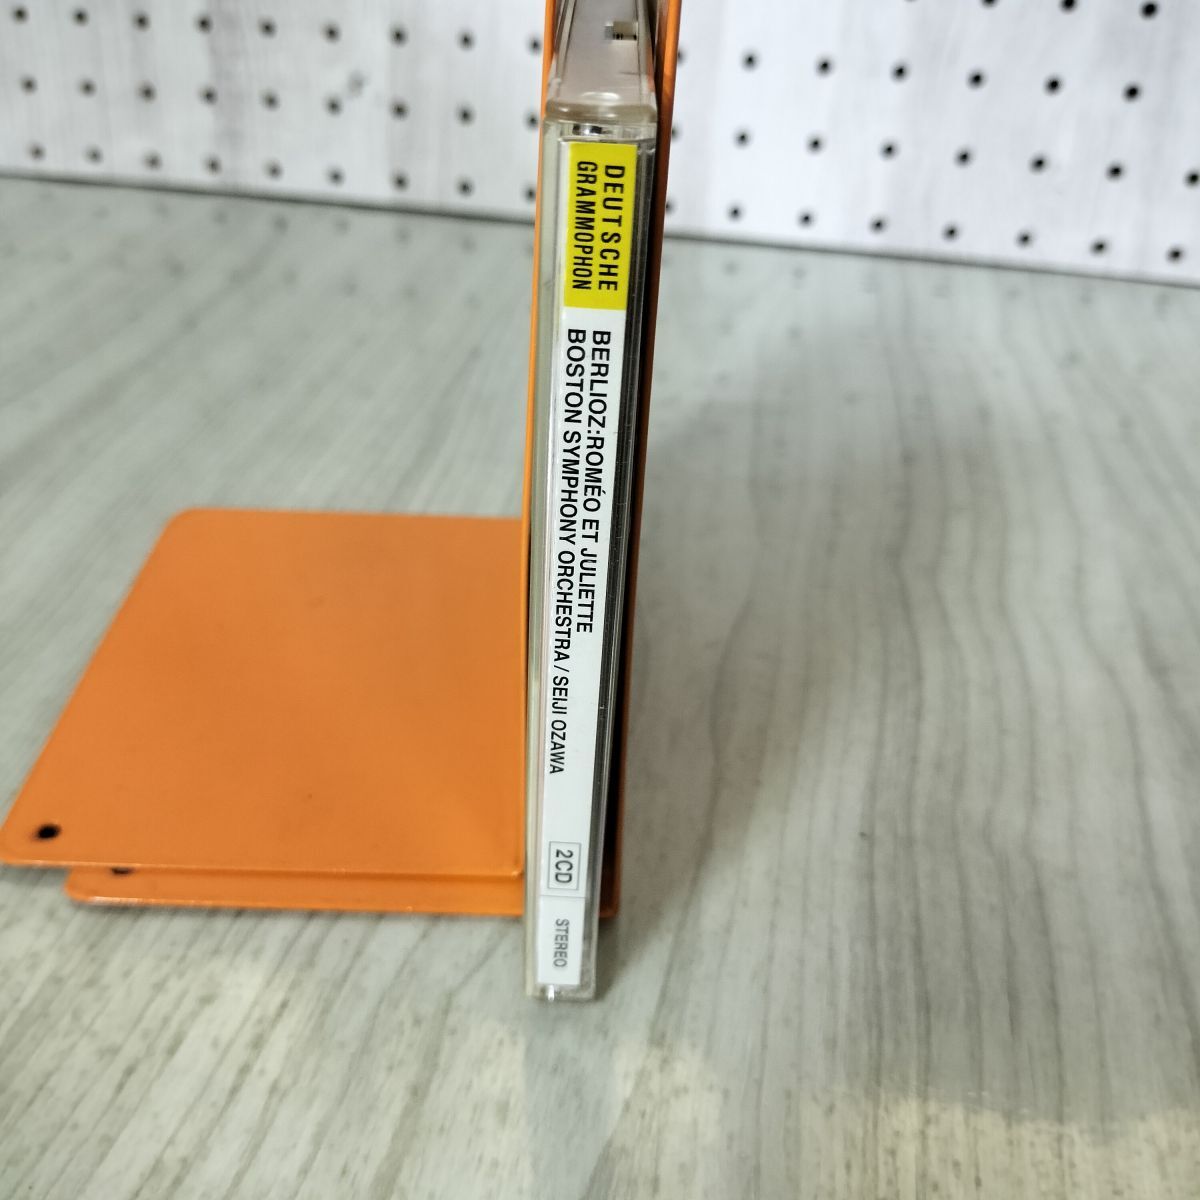 DEUTSCHE
GRAMMOPHON
BERLIOZ:ROMÉO ET JULIETTE
BOSTON SYMPHONY ORCHESTRA / SEIJI OZAWA
2CD
STEREO